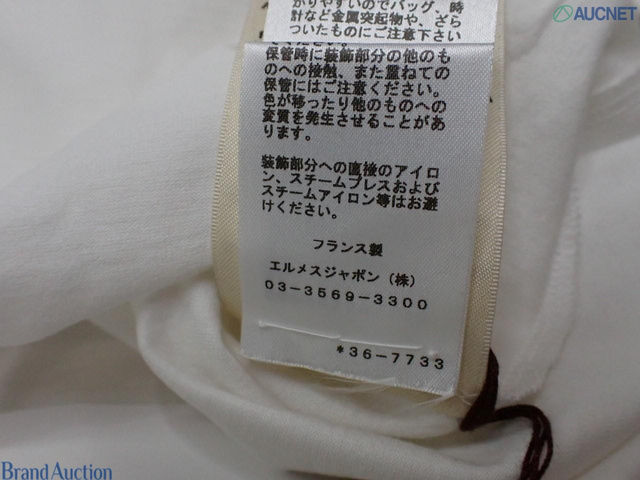 がりやすいのでバッグ、時
計など金属突起物や、ざら
ついたものにご注意下さい
AUCNET
保管時に装飾部分の他のも
のへの接触、また重ねての
保管にはご注意ください。
色が移ったり他のものへの
変質を発生させることがあ
ります。
装飾部分への直接のアイロ
ン、スチームプレスおよび
スチームアイロン等はお避
けください。
フランス製
エルメスジャポン（株）
03-3569-3300
*36-7733
Brand Auction